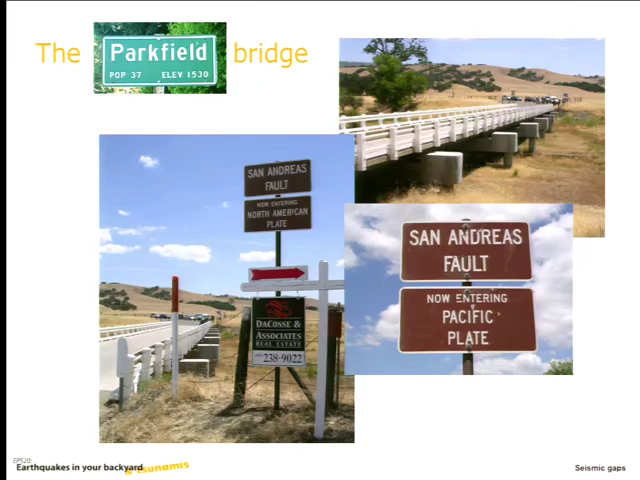 The Parkfield bridge
POP 37 ELEV 1530
SAN ANDREAS
FAULT
NOW ENTERING
NORTH AMERICAN
PLATE
DACOSSE &
ASSOCIATES
REAL ESTATE
238-9022
SAN ANDREAS
FAULT
NOW ENTERING
PACIFIC
PLATE
EPS20:
Earthquakes in your backyard & tsunamis
Seismic gaps